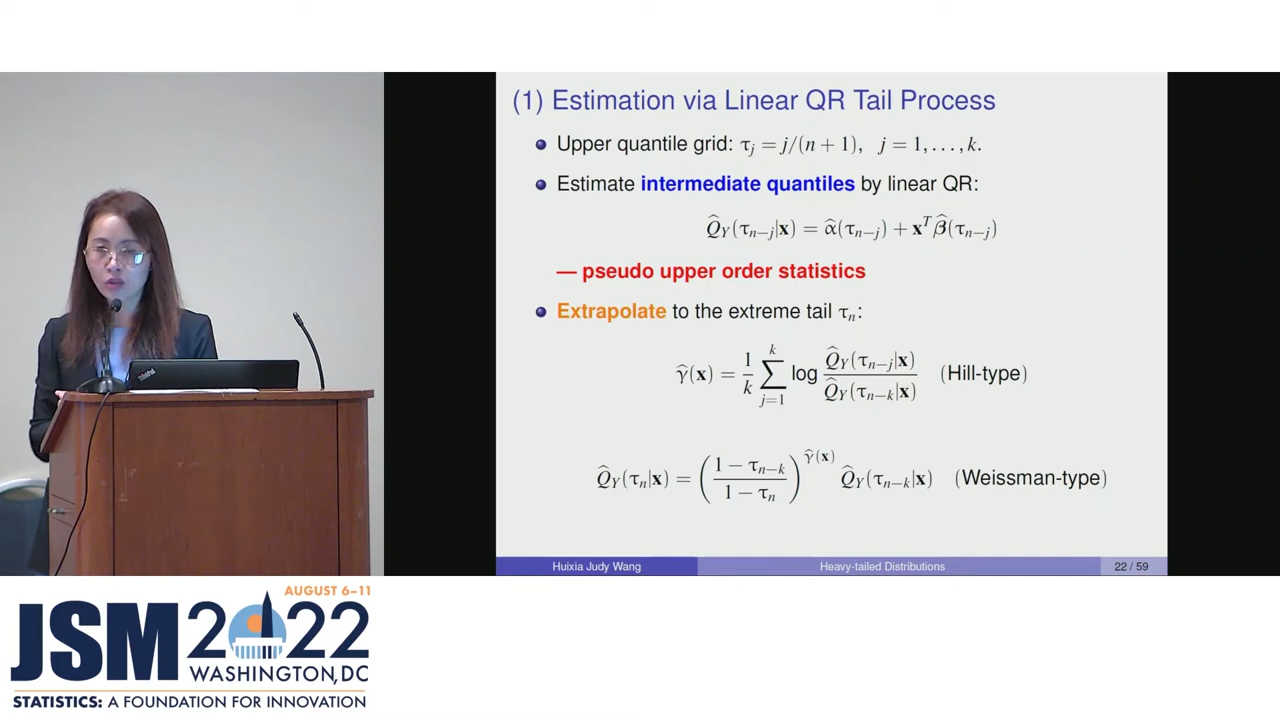 (1) Estimation via Linear QR Tail Process
Upper quantile grid: τ_j = j/(n + 1), j = 1, . . . , k.
Estimate intermediate quantiles by linear QR:
Q̂_Y(τ_{n−j}|x) = α̂(τ_{n−j}) + x^T β̂(τ_{n−j})
— pseudo upper order statistics
Extrapolate to the extreme tail τ_n:
γ̂(x) = 1/k ∑_{j=1}^{k} log Q̂_Y(τ_{n−j}|x) / Q̂_Y(τ_{n−k}|x) (Hill-type)
Q̂_Y(τ_n|x) = ( (1 − τ_{n−k}) / (1 − τ_n) )^{γ̂(x)} Q̂_Y(τ_{n−k}|x) (Weissman-type)
Huixia Judy Wang Heavy-tailed Distributions 22 / 59
ThinkPad
AUGUST 6–11
JSM 2022
WASHINGTON, DC
STATISTICS: A FOUNDATION FOR INNOVATION